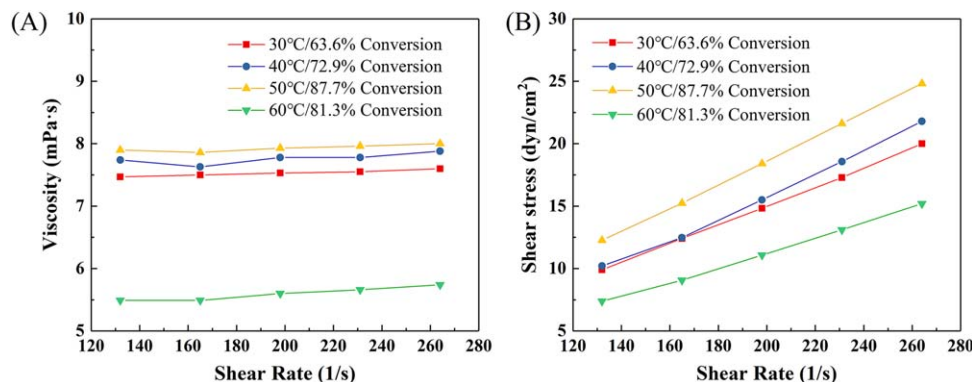 (A)
Viscosity (mPa·s)
10
9
8
7
6
5
30℃/63.6% Conversion
40℃/72.9% Conversion
50℃/87.7% Conversion
60℃/81.3% Conversion
120 140 160 180 200 220 240 260 280
Shear Rate (1/s)
(B)
Shear stress (dyn/cm²)
30
25
20
15
10
5
30℃/63.6% Conversion
40℃/72.9% Conversion
50℃/87.7% Conversion
60℃/81.3% Conversion
120 140 160 180 200 220 240 260 280
Shear Rate (1/s)